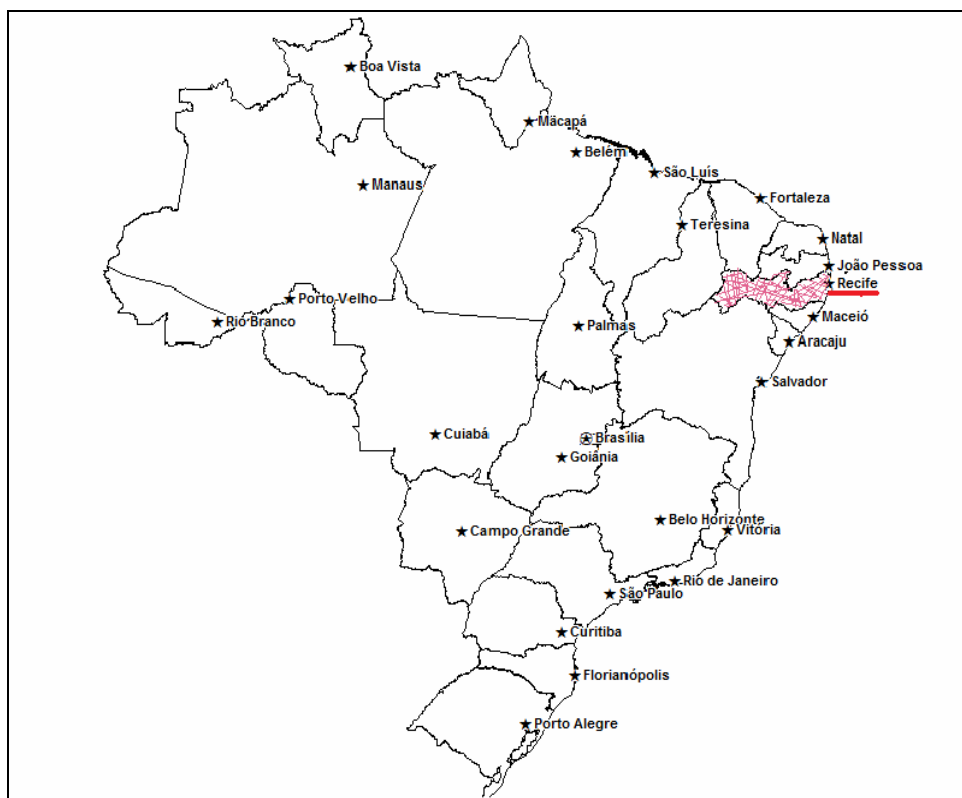 Boa Vista
Mäcapá
Belém
São Luís
Manaus
Fortaleza
Teresina
Natal
João Pessoa
Recife
Porto Velho
Maceió
Rio Branco
Palmas
Aracaju
Salvador
Cuiabá
Brasília
Goiânia
Belo Horizonte
Vitória
Campo Grande
Rio de Janeiro
São Paulo
Curitiba
Florianópolis
Porto Alegre